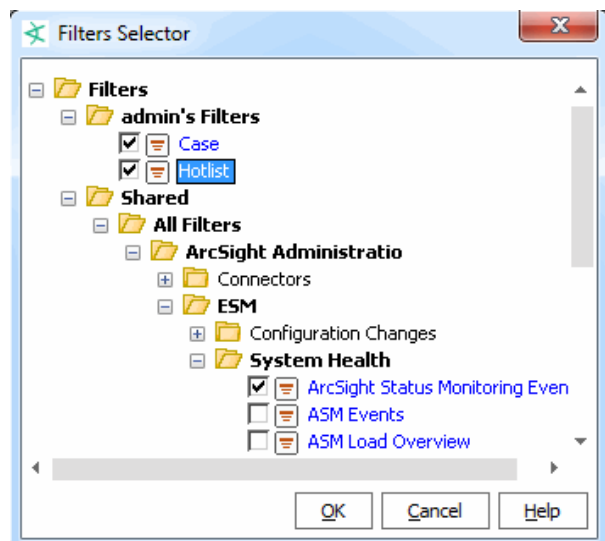 Filters Selector
Filters
admin's Filters
Case
Hotlist
Shared
All Filters
ArcSight Administratio
Connectors
ESM
Configuration Changes
System Health
ArcSight Status Monitoring Even
ASM Events
ASM Load Overview
OK Cancel Help